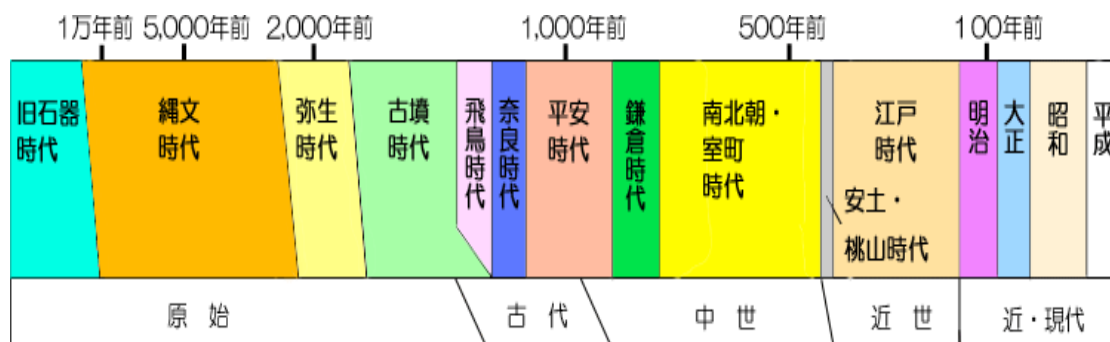 1万年前 5,000年前 2,000年前 1,000年前 500年前 100年前
旧石器
時代
縄文
時代
弥生
時代
古墳
時代
飛鳥時代
奈良時代
平安
時代
鎌倉時代
南北朝・
室町
時代
江戸
時代
安土・
桃山時代
明治
大正
昭和
平成
原始 古代 中世 近世 近・現代